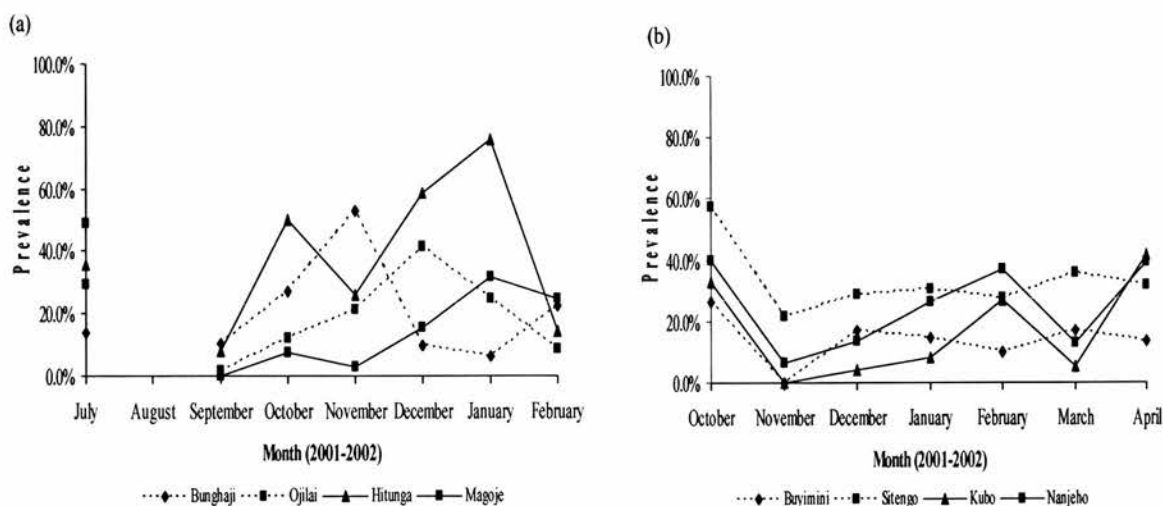 (a)
100.0%
80.0%
60.0%
40.0%
20.0%
0.0%
Prevalence
July August September October November December January February
Month (2001-2002)
Bunghaji Ojilai Hitunga Magoje
(b)
100.0%
80.0%
60.0%
40.0%
20.0%
0.0%
Prevalence
October November December January February March April
Month (2001-2002)
Buyimini Sitengo Kubo Nanjeho